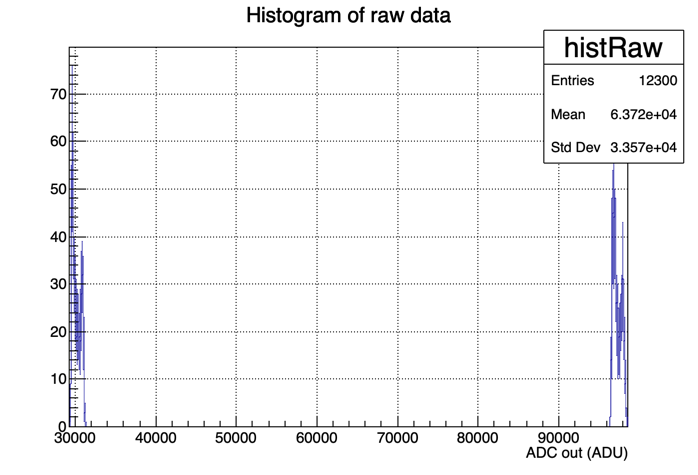 Histogram of raw data
histRaw
Entries 12300
Mean 6.372e+04
Std Dev 3.357e+04
70
60
50
40
30
20
10
0
30000 40000 50000 60000 70000 80000 90000
ADC out (ADU)